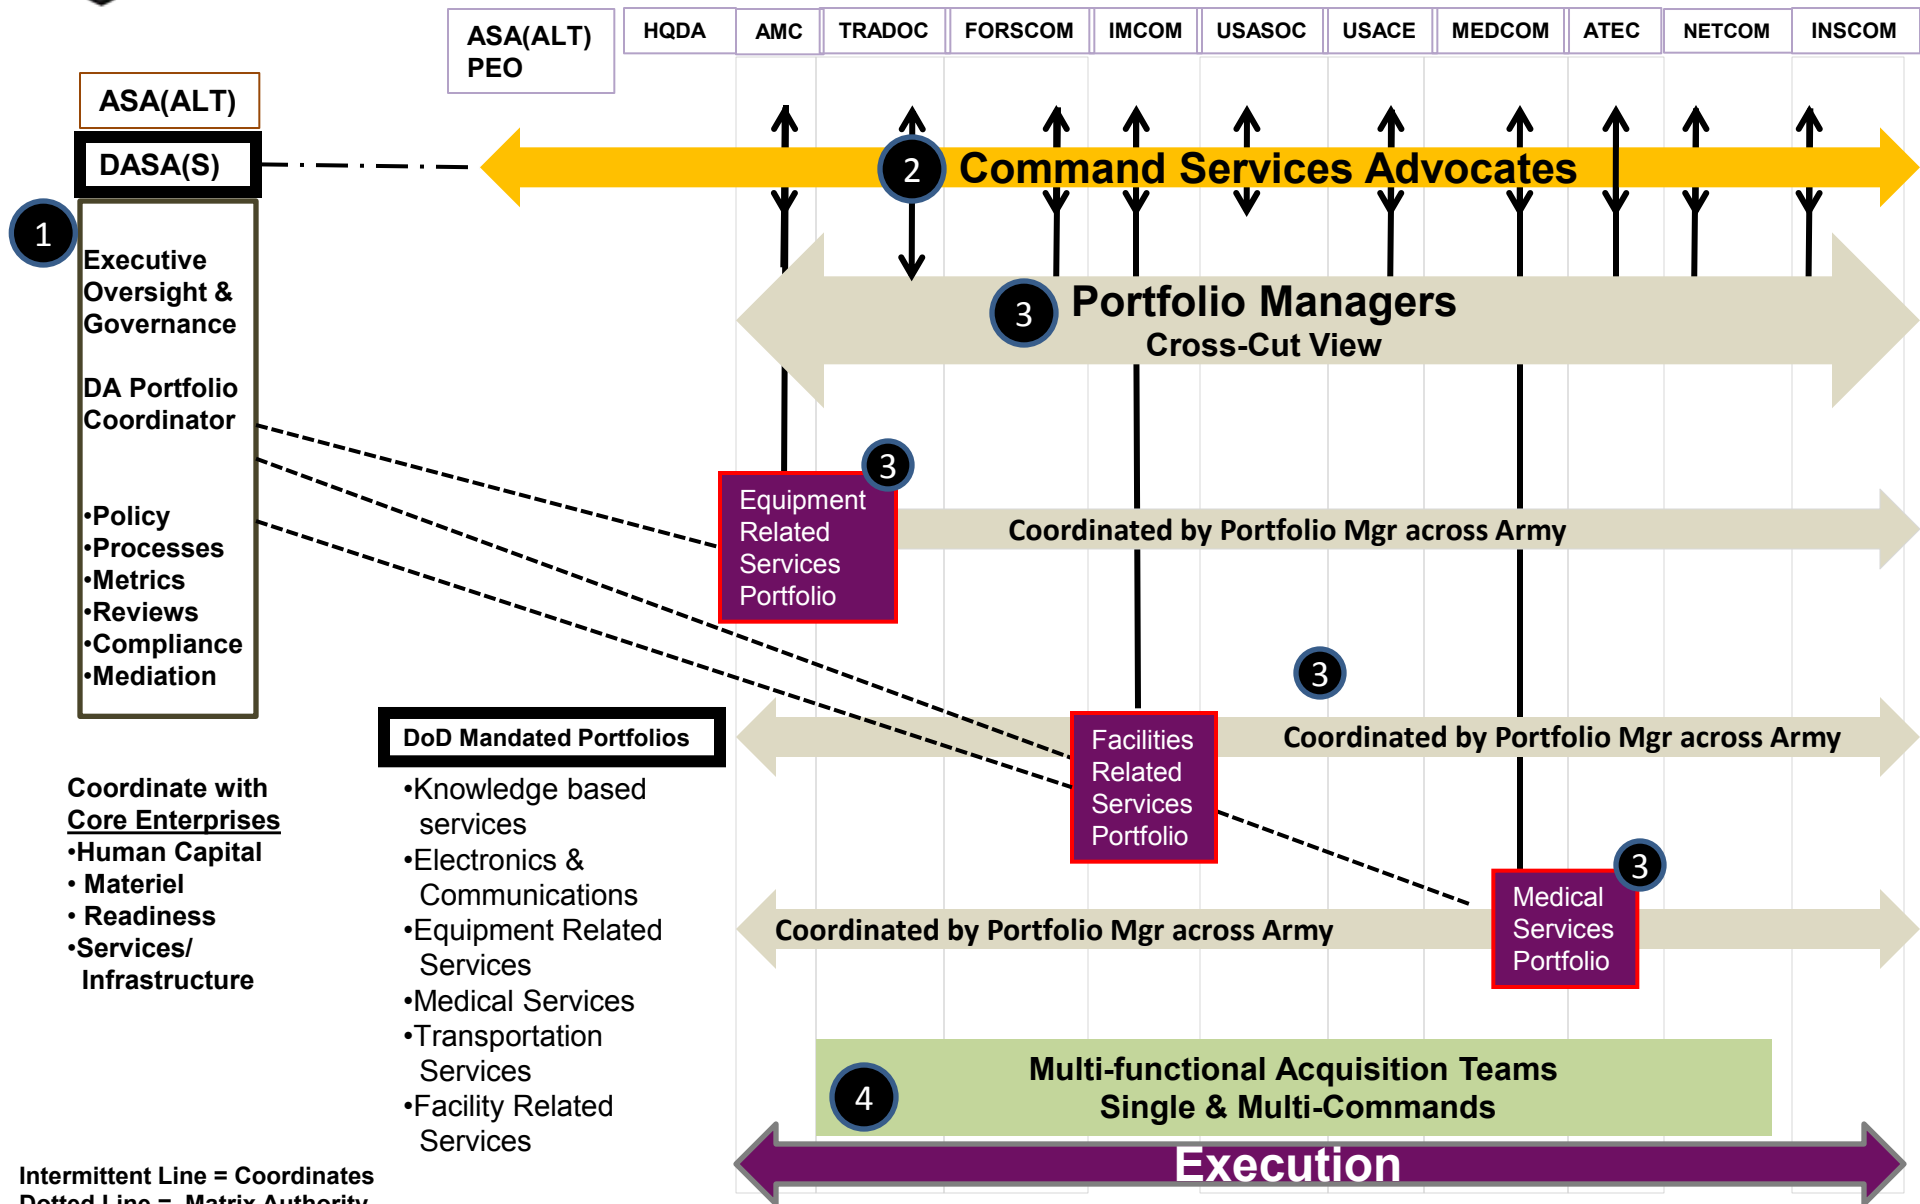 ASA(ALT)
PEO
HQDA
AMC
TRADOC
FORSCOM
IMCOM
USASOC
USACE
MEDCOM
ATEC
NETCOM
INSCOM
ASA(ALT)
DASA(S)
2
Command Services Advocates
1
Executive
Oversight &
Governance
DA Portfolio
Coordinator
•Policy
•Processes
•Metrics
•Reviews
•Compliance
•Mediation
3
Portfolio Managers
Cross-Cut View
3
Equipment
Related
Services
Portfolio
Coordinated by Portfolio Mgr across Army
3
Facilities
Related
Services
Portfolio
Coordinated by Portfolio Mgr across Army
3
Medical
Services
Portfolio
Coordinated by Portfolio Mgr across Army
DoD Mandated Portfolios
•Knowledge based
services
•Electronics &
Communications
•Equipment Related
Services
•Medical Services
•Transportation
Services
•Facility Related
Services
Coordinate with
Core Enterprises
•Human Capital
• Materiel
• Readiness
•Services/
Infrastructure
4
Multi-functional Acquisition Teams
Single & Multi-Commands
Execution
Intermittent Line = Coordinates
Dotted Line = Matrix Authority